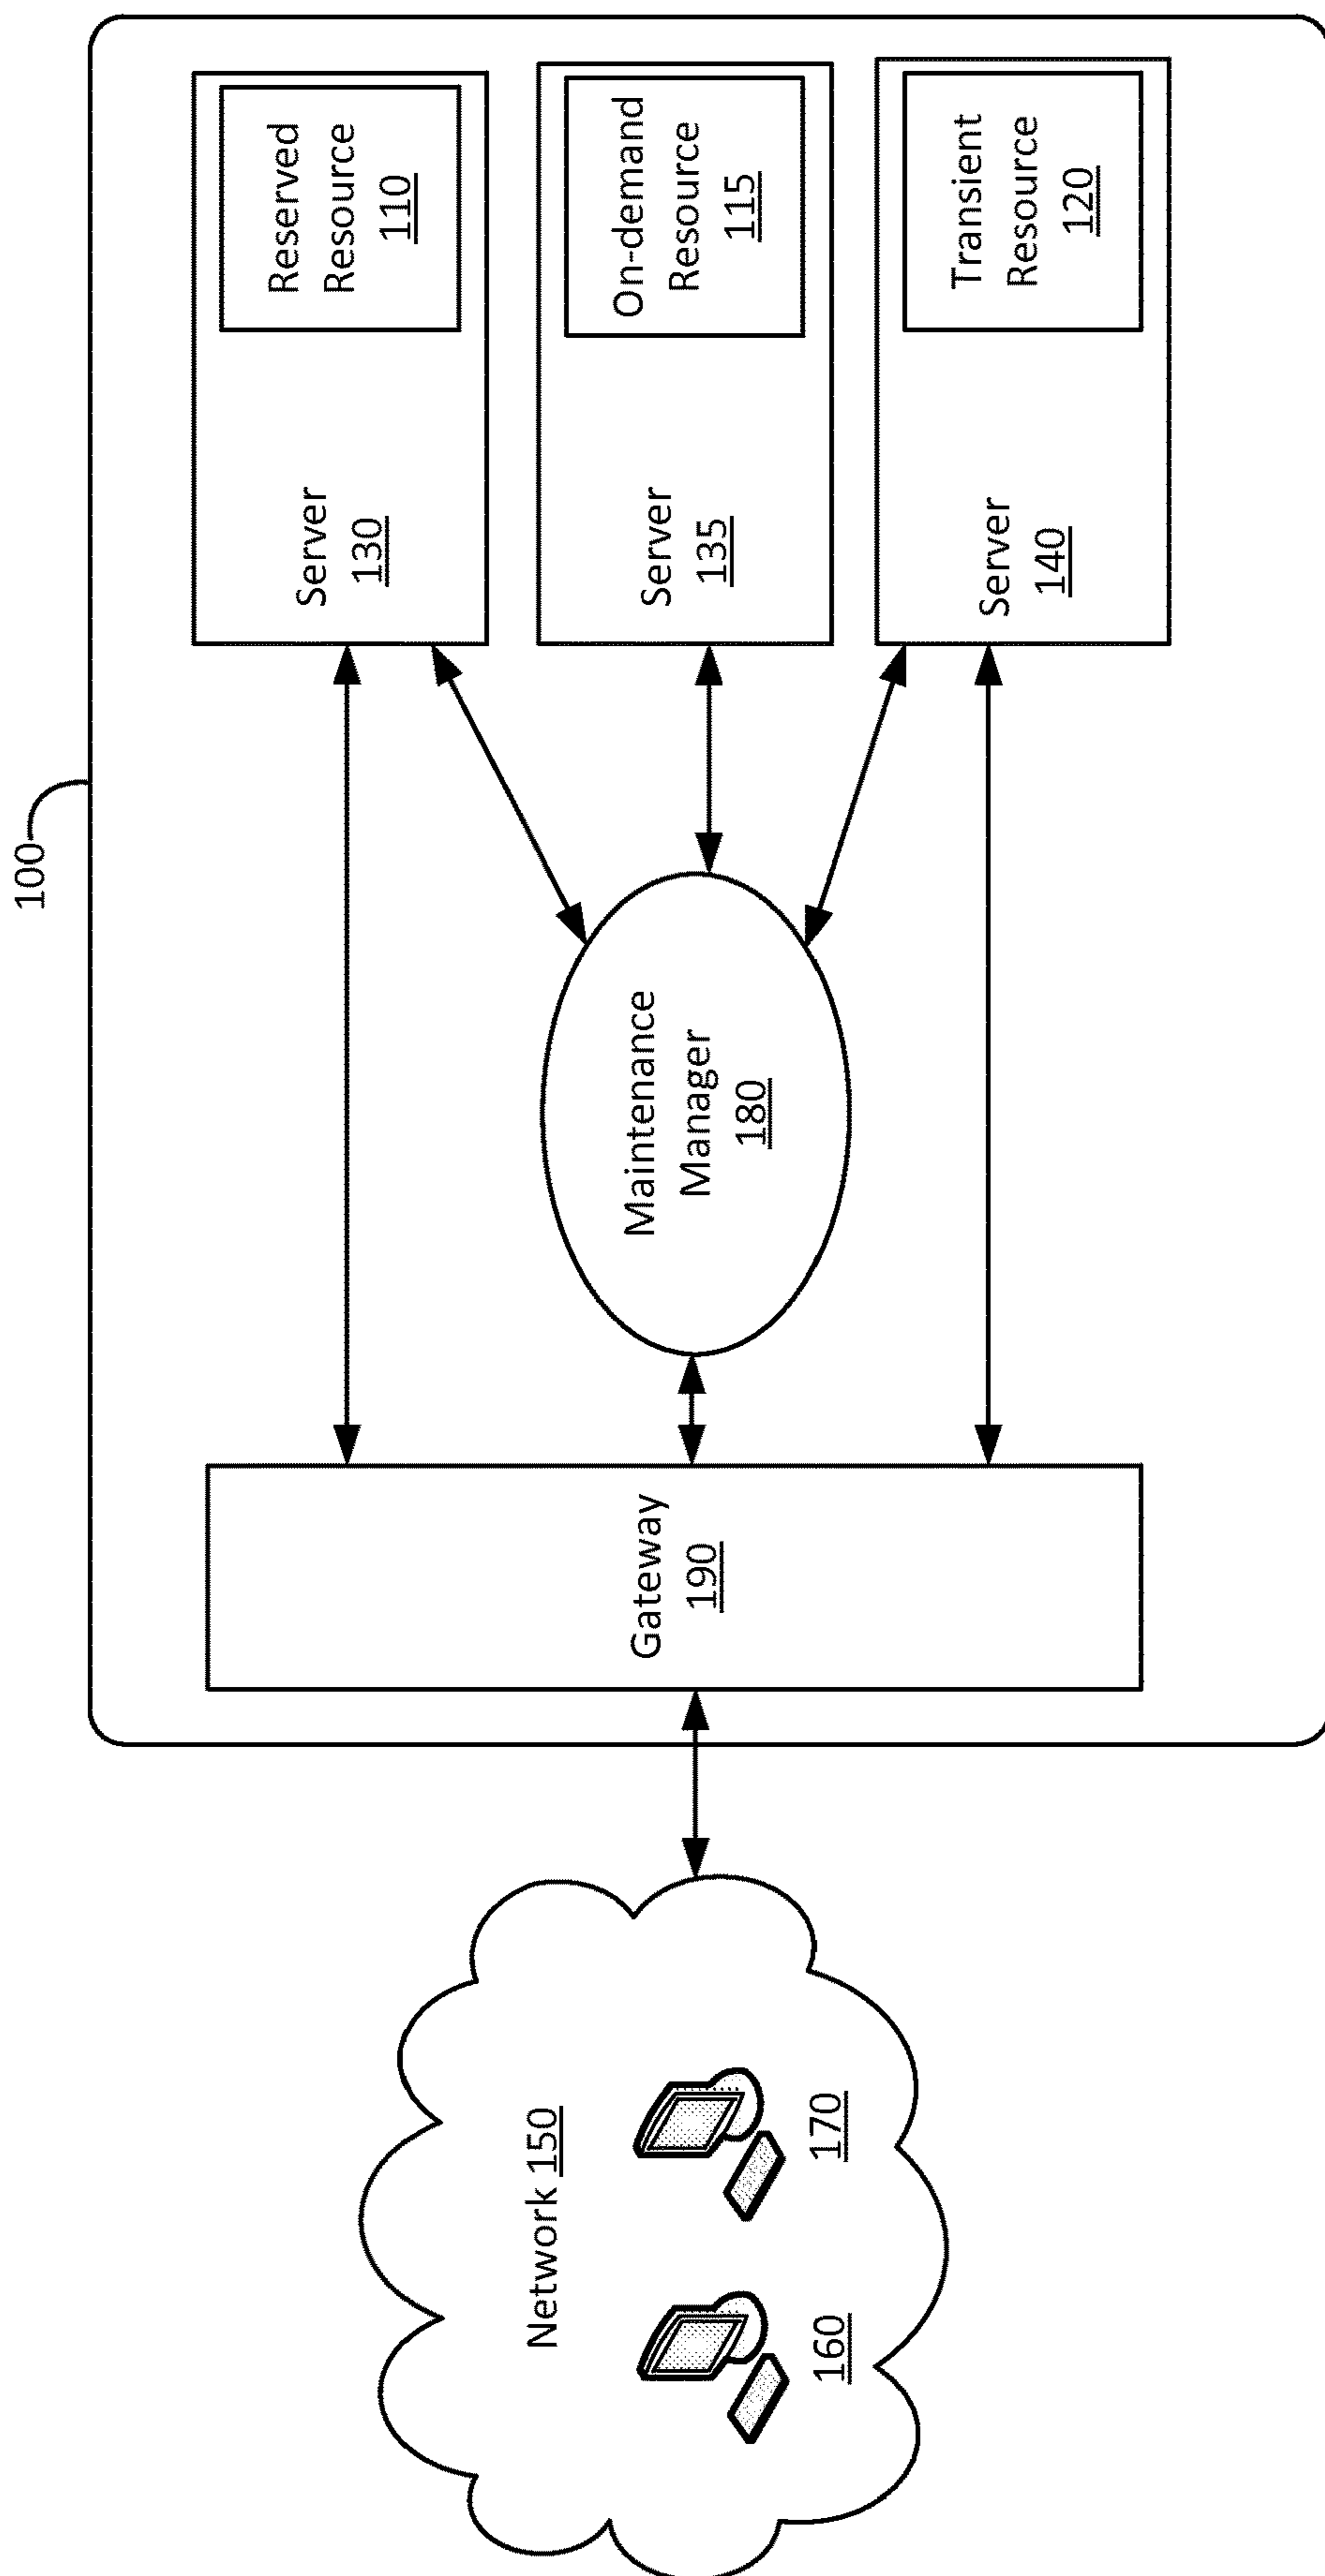 100
Network 150
160
170
Gateway
190
Maintenance
Manager
180
Server
130
Reserved
Resource
110
Server
135
On-demand
Resource
115
Server
140
Transient
Resource
120